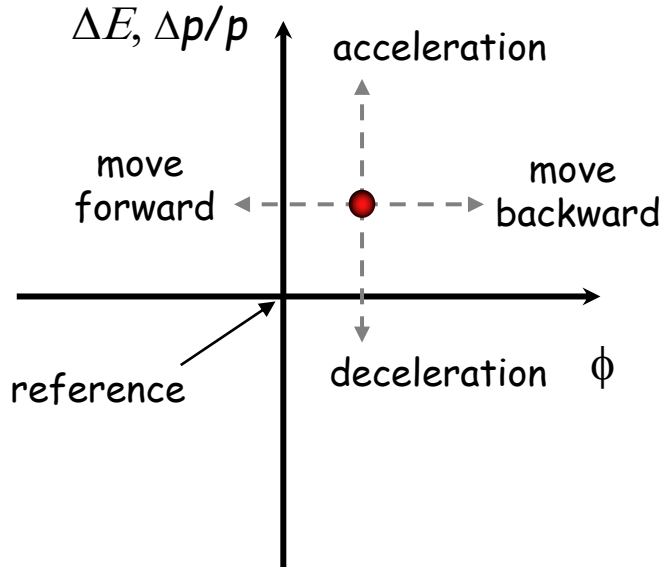 ΔE, Δp/p
acceleration
move
forward
move
backward
reference
deceleration
ϕ